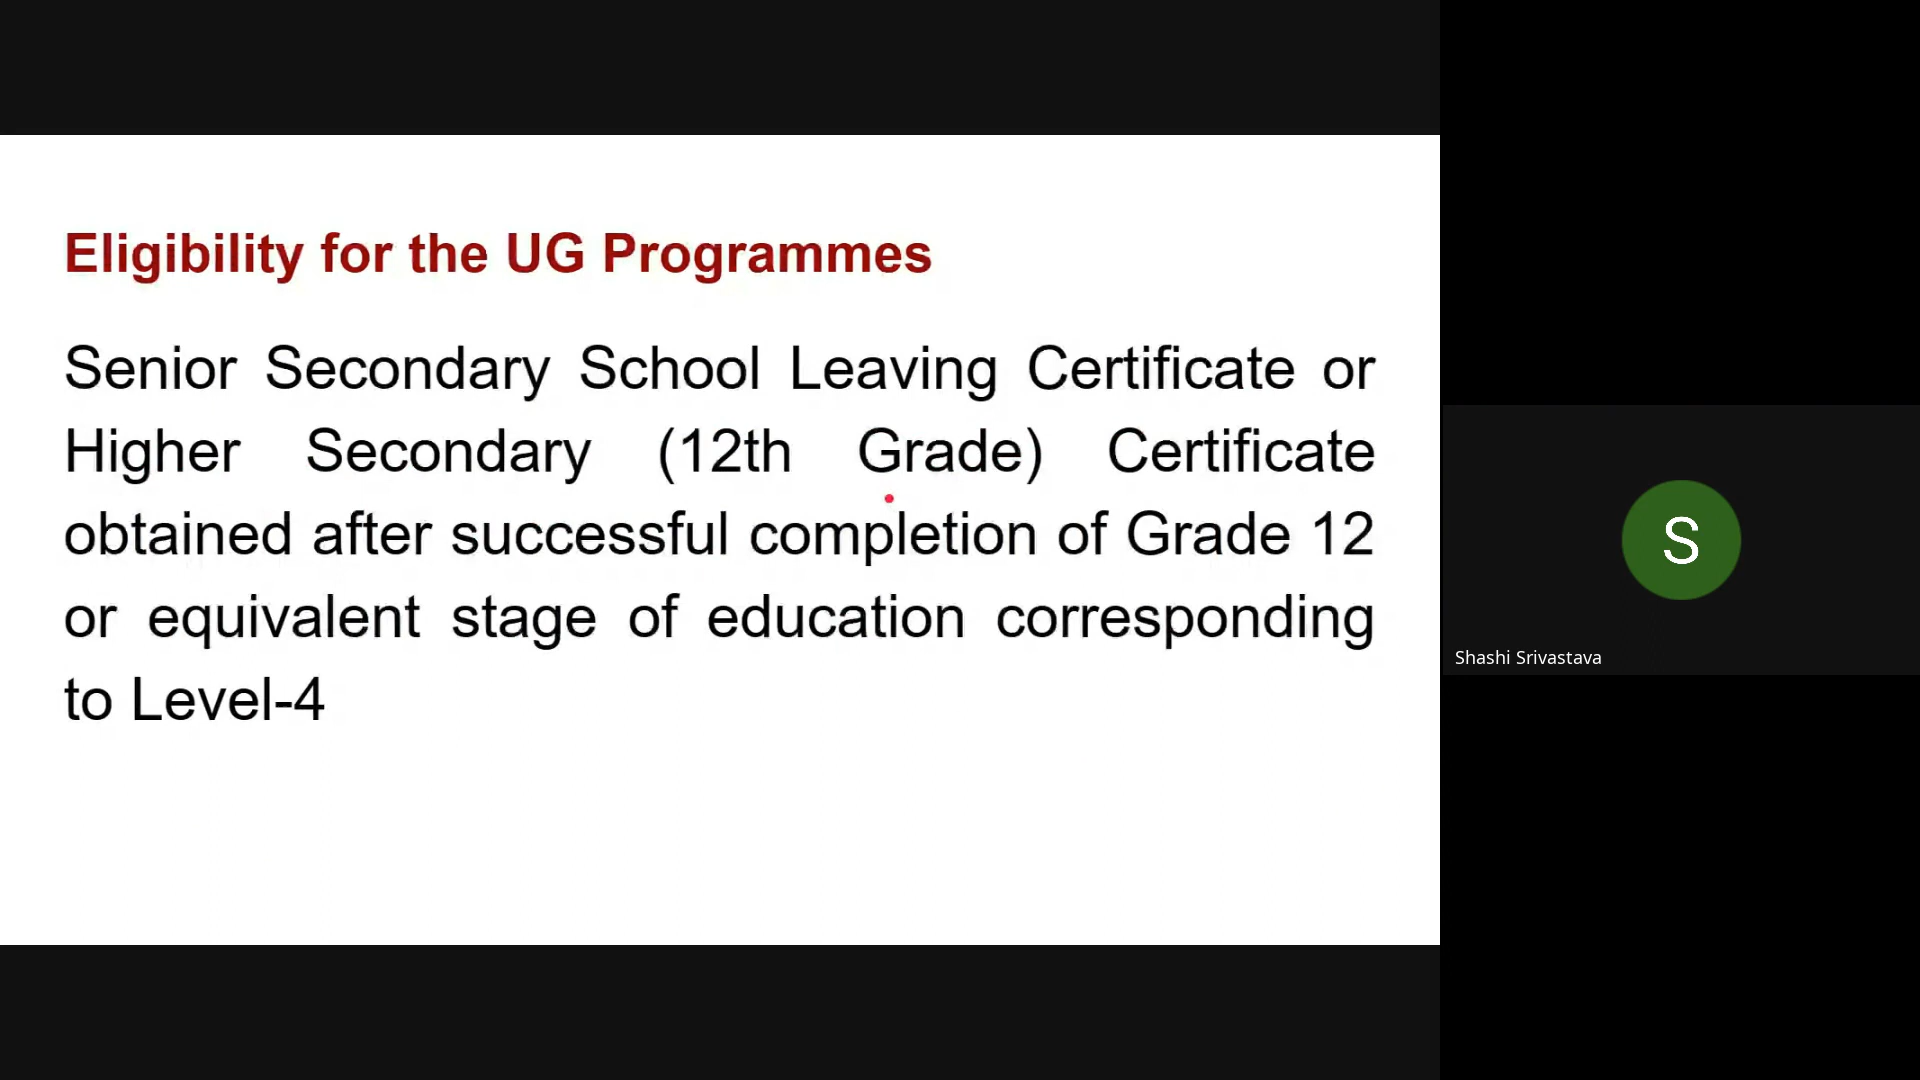 Eligibility for the UG Programmes
Senior Secondary School Leaving Certificate or
Higher Secondary (12th Grade) Certificate
obtained after successful completion of Grade 12
or equivalent stage of education corresponding
to Level-4
S
Shashi Srivastava